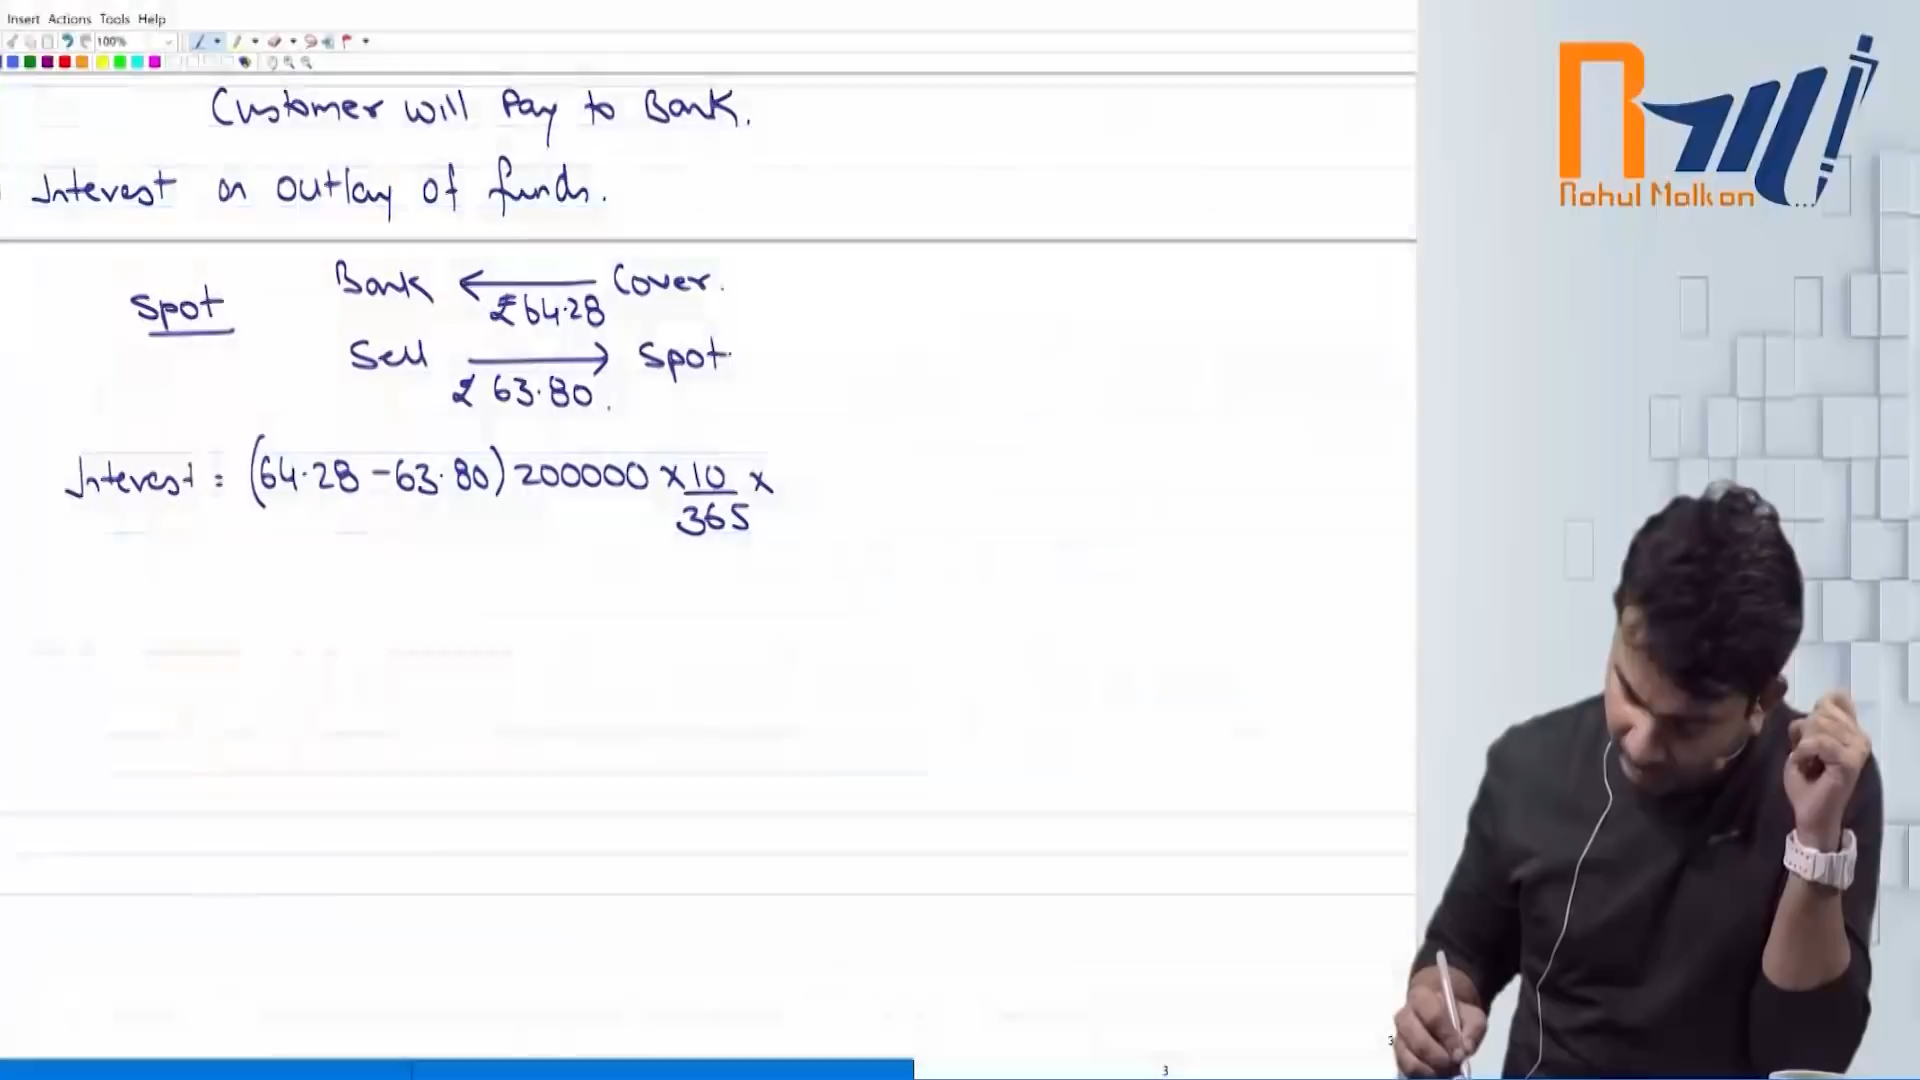 Insert Actions Tools Help
100%
Customer will Pay to Bank.
Interest on outlay of funds.
Spot
Bank ← Cover.
₹64.28
Sell → Spot
₹ 63.80
Interest = (64.28 - 63.80) 200000 x 10/365 x
Rahul Malkan
3
3